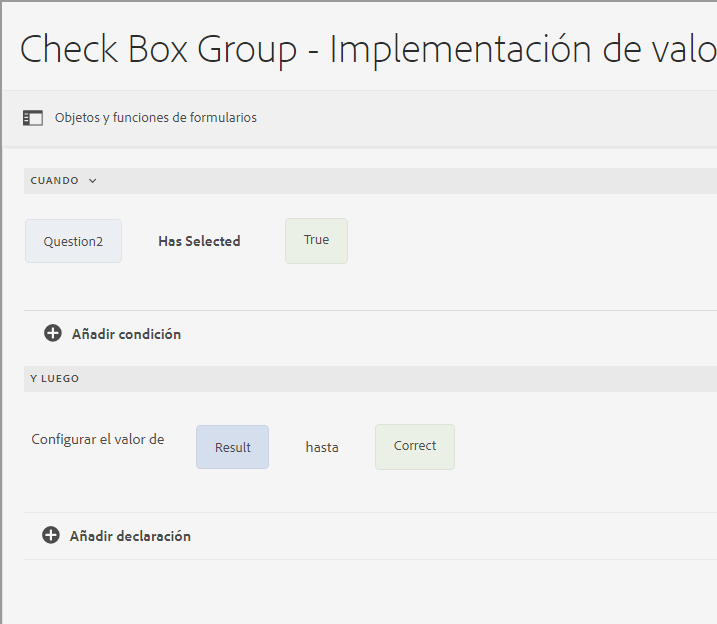 Check Box Group - Implementación de valo
Objetos y funciones de formularios
CUANDO
Question2 Has Selected True
Añadir condición
Y LUEGO
Configurar el valor de Result hasta Correct
Añadir declaración